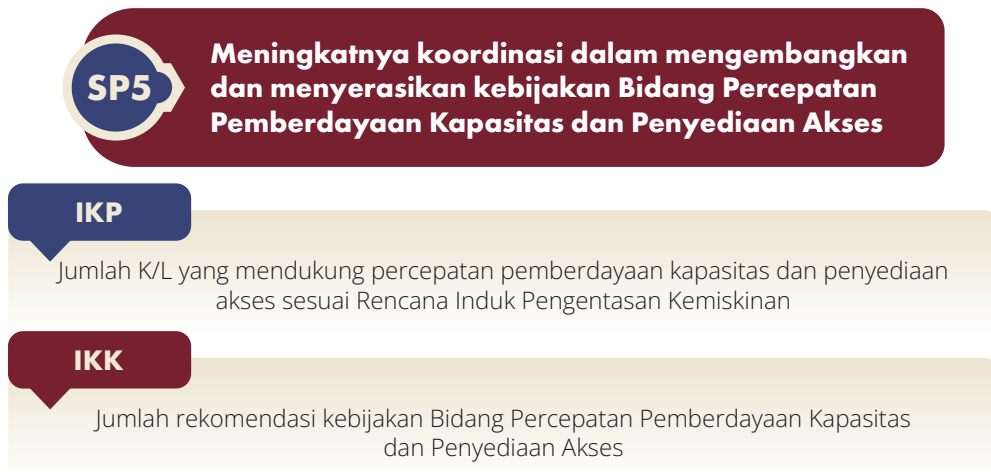 SP5
Meningkatnya koordinasi dalam mengembangkan
dan menyerasikan kebijakan Bidang Percepatan
Pemberdayaan Kapasitas dan Penyediaan Akses
IKP
Jumlah K/L yang mendukung percepatan pemberdayaan kapasitas dan penyediaan
akses sesuai Rencana Induk Pengentasan Kemiskinan
IKK
Jumlah rekomendasi kebijakan Bidang Percepatan Pemberdayaan Kapasitas
dan Penyediaan Akses